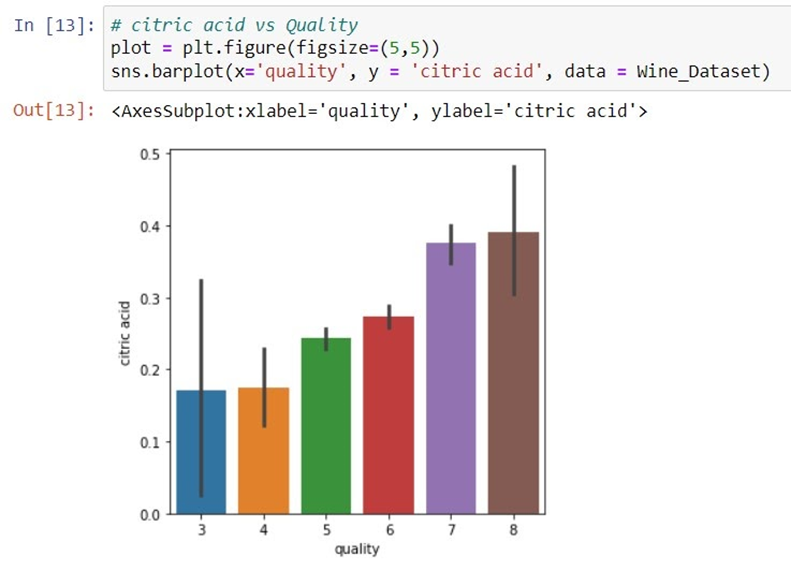 In [13]: # citric acid vs Quality
plot = plt.figure(figsize=(5,5))
sns.barplot(x='quality', y = 'citric acid', data = Wine_Dataset)
Out[13]: <AxesSubplot:xlabel='quality', ylabel='citric acid'>
0.5
0.4
0.3
0.2
0.1
0.0
citric acid
3 4 5 6 7 8
quality